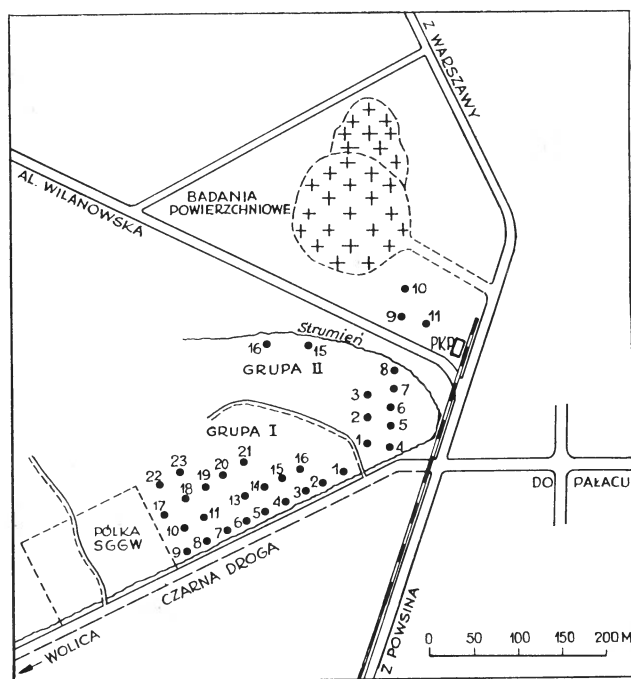 Z WARSZAWY
AL. WILANOWSKA
BADANIA
POWIERZCHNIOWE
10
9 11
Strumień
PKP
16 15
GRUPA II
8
7
3
6
2
5
1
4
GRUPA I
21
20
19
23
22
16
15
14
13
1
2
3
4
5
6
7
8
9
10
11
17
18
PÓLKA
SGGW
CZARNA DROGA
WOLICA
DO PAŁACU
Z POWSINA
0 50 100 150 200 M